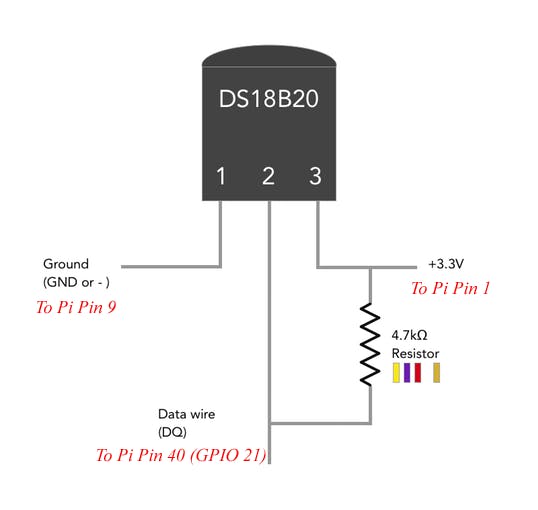 DS18B20
1 2 3
Ground
(GND or - )
To Pi Pin 9
+3.3V
To Pi Pin 1
4.7kΩ
Resistor
Data wire
(DQ)
To Pi Pin 40 (GPIO 21)